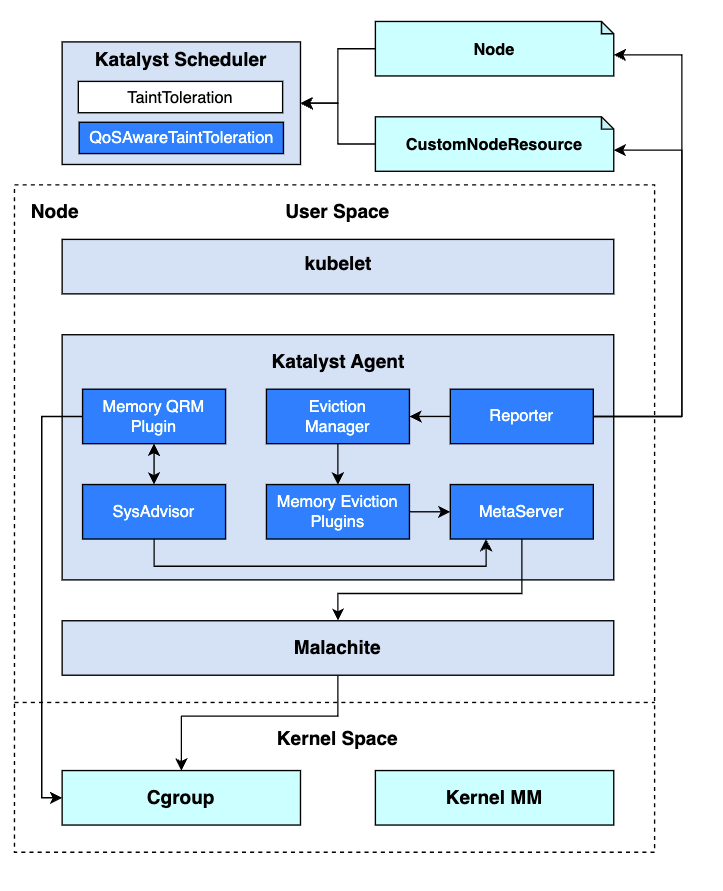 Katalyst Scheduler
TaintToleration
QoSAwareTaintToleration
Node
CustomNodeResource
Node
User Space
kubelet
Katalyst Agent
Memory QRM
Plugin
Eviction
Manager
Reporter
SysAdvisor
Memory Eviction
Plugins
MetaServer
Malachite
Kernel Space
Cgroup
Kernel MM